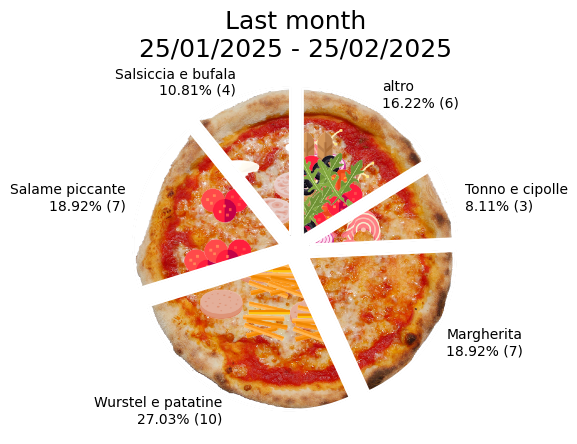 Last month
25/01/2025 - 25/02/2025
Salsiccia e bufala
10.81% (4)
altro
16.22% (6)
Salame piccante
18.92% (7)
Tonno e cipolle
8.11% (3)
Margherita
18.92% (7)
Wurstel e patatine
27.03% (10)